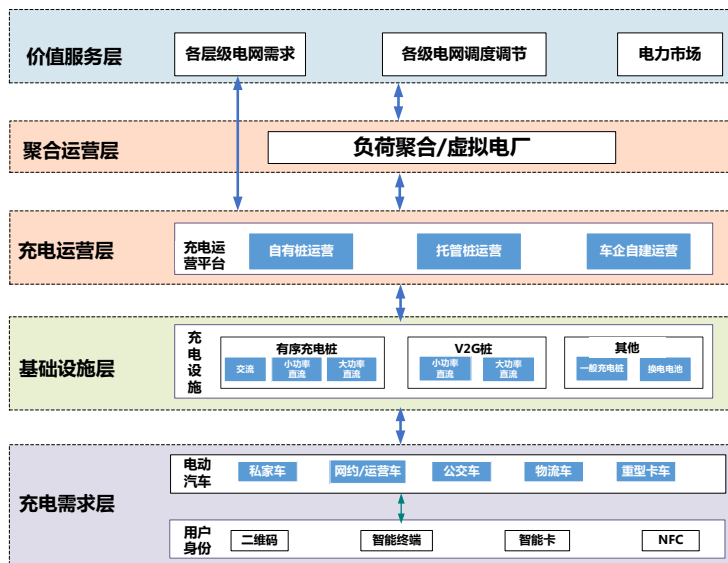 价值服务层
各层级电网需求
各级电网调度调节
电力市场
聚合运营层
负荷聚合/虚拟电厂
充电运营层
充电运
营平台
自有桩运营
托管桩运营
车企自建运营
基础设施层
充
电
设
施
有序充电桩
交流
小功率
直流
大功率
直流
V2G桩
小功率
直流
大功率
直流
其他
一般充电桩
换电电池
充电需求层
电动
汽车
私家车
网约/运营车
公交车
物流车
重型卡车
用户
身份
二维码
智能终端
智能卡
NFC